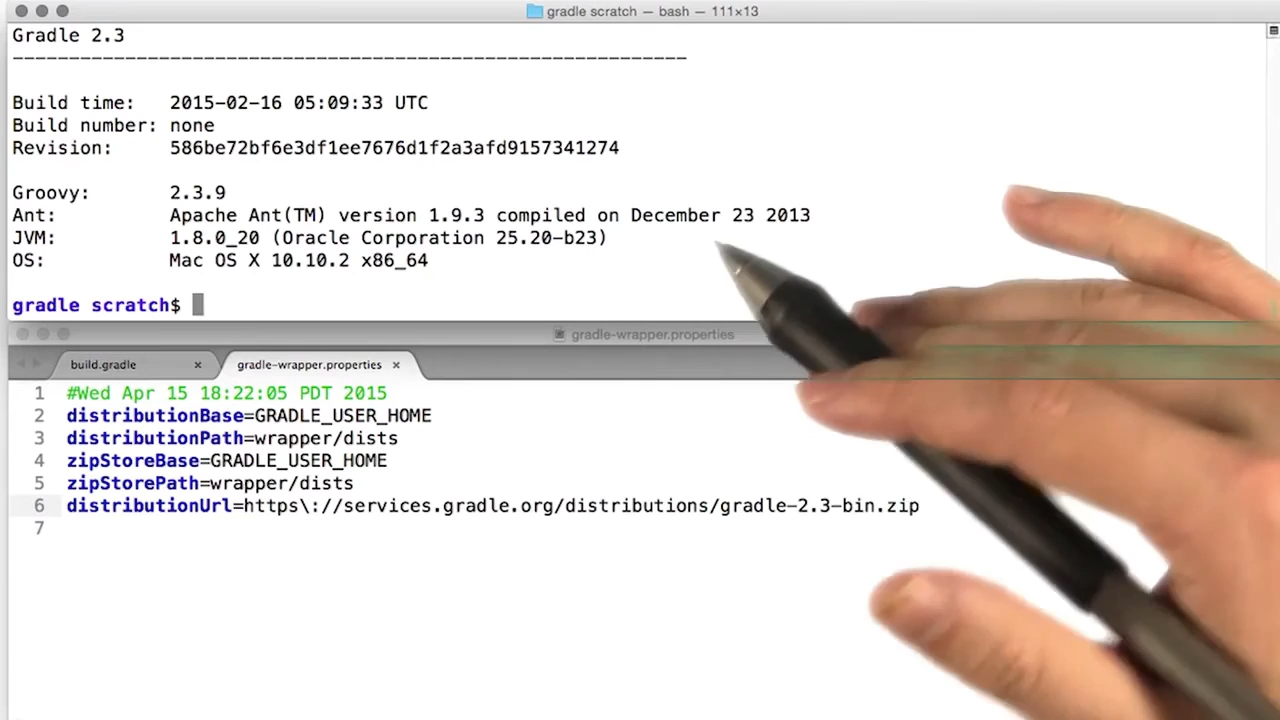 gradle scratch — bash — 111×13
Gradle 2.3
------------------------------------------------------------
Build time:   2015-02-16 05:09:33 UTC
Build number: none
Revision:     586be72bf6e3df1ee7676d1f2a3afd9157341274
Groovy:       2.3.9
Ant:          Apache Ant(TM) version 1.9.3 compiled on December 23 2013
JVM:          1.8.0_20 (Oracle Corporation 25.20-b23)
OS:           Mac OS X 10.10.2 x86_64
gradle scratch$
gradle-wrapper.properties
build.gradle × gradle-wrapper.properties ×
1 #Wed Apr 15 18:22:05 PDT 2015
2 distributionBase=GRADLE_USER_HOME
3 distributionPath=wrapper/dists
4 zipStoreBase=GRADLE_USER_HOME
5 zipStorePath=wrapper/dists
6 distributionUrl=https\://services.gradle.org/distributions/gradle-2.3-bin.zip
7